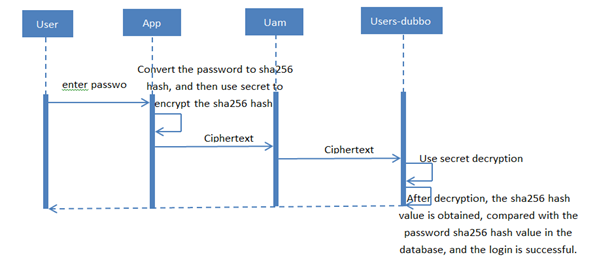 User
App
Uam
Users-dubbo
enter passwo
Convert the password to sha256
hash, and then use secret to
encrypt the sha256 hash
Ciphertext
Ciphertext
Use secret decryption
After decryption, the sha256 hash
value is obtained, compared with the
password sha256 hash value in the
database, and the login is successful.